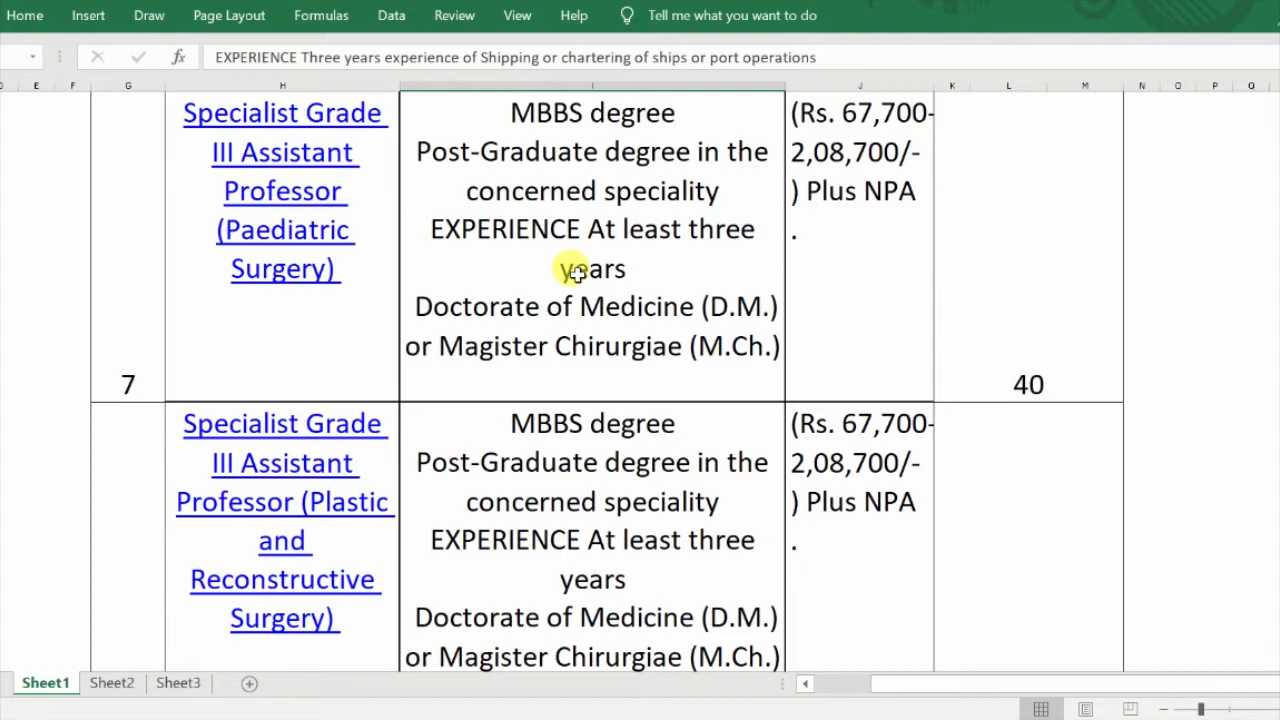 Home Insert Draw Page Layout Formulas Data Review View Help Tell me what you want to do
fx EXPERIENCE Three years experience of Shipping or chartering of ships or port operations
E F G H I J K L M N O P Q
Specialist Grade
III Assistant
Professor
(Paediatric
Surgery)
MBBS degree
Post-Graduate degree in the
concerned speciality
EXPERIENCE At least three
years
Doctorate of Medicine (D.M.)
or Magister Chirurgiae (M.Ch.)
(Rs. 67,700-
2,08,700/-
) Plus NPA
.
7
40
Specialist Grade
III Assistant
Professor (Plastic
and
Reconstructive
Surgery)
MBBS degree
Post-Graduate degree in the
concerned speciality
EXPERIENCE At least three
years
Doctorate of Medicine (D.M.)
or Magister Chirurgiae (M.Ch.)
(Rs. 67,700-
2,08,700/-
) Plus NPA
.
Sheet1 Sheet2 Sheet3